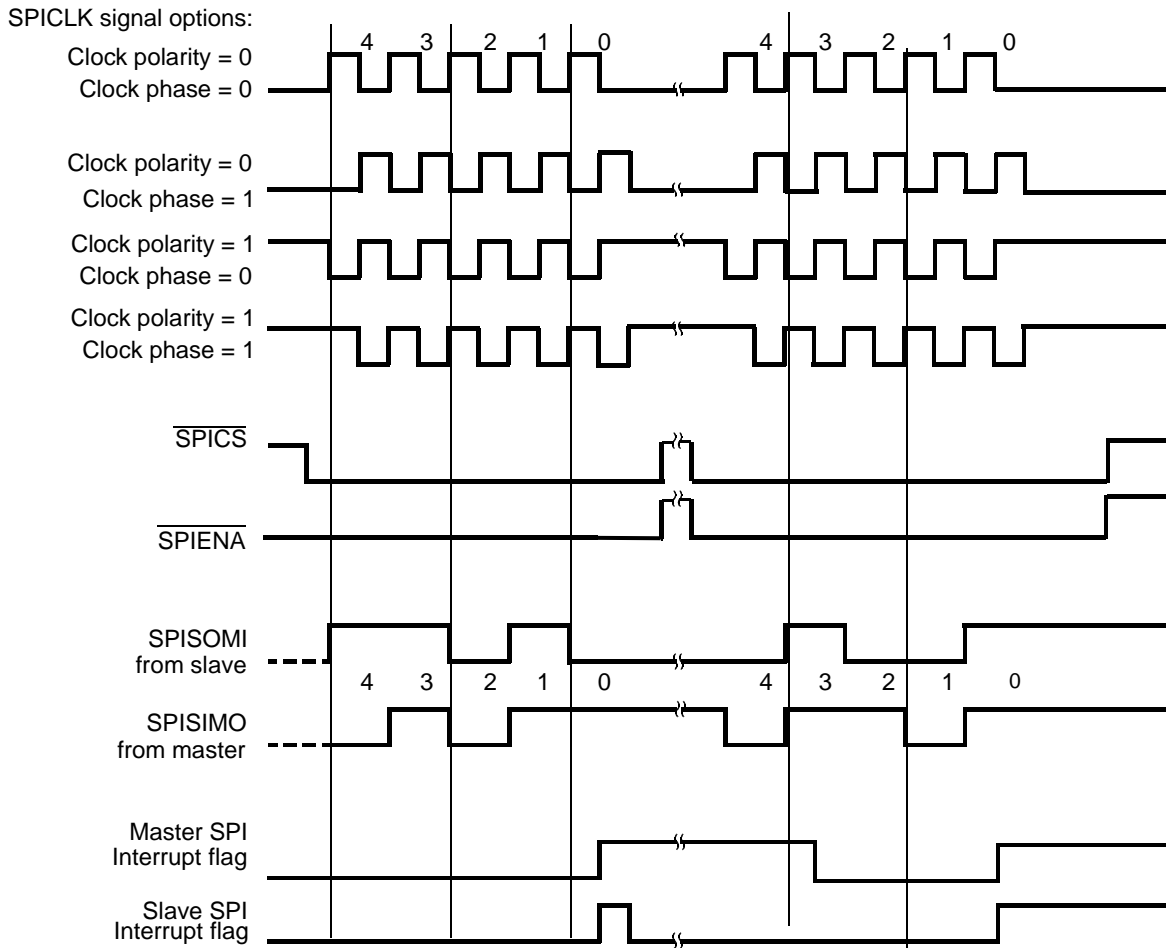 SPICLK signal options:
4 3 2 1 0 4 3 2 1 0
Clock polarity = 0
Clock phase = 0
Clock polarity = 0
Clock phase = 1
Clock polarity = 1
Clock phase = 0
Clock polarity = 1
Clock phase = 1
SPICS
SPIENA
SPISOMI
from slave
4 3 2 1 0 4 3 2 1 0
SPISIMO
from master
Master SPI
Interrupt flag
Slave SPI
Interrupt flag